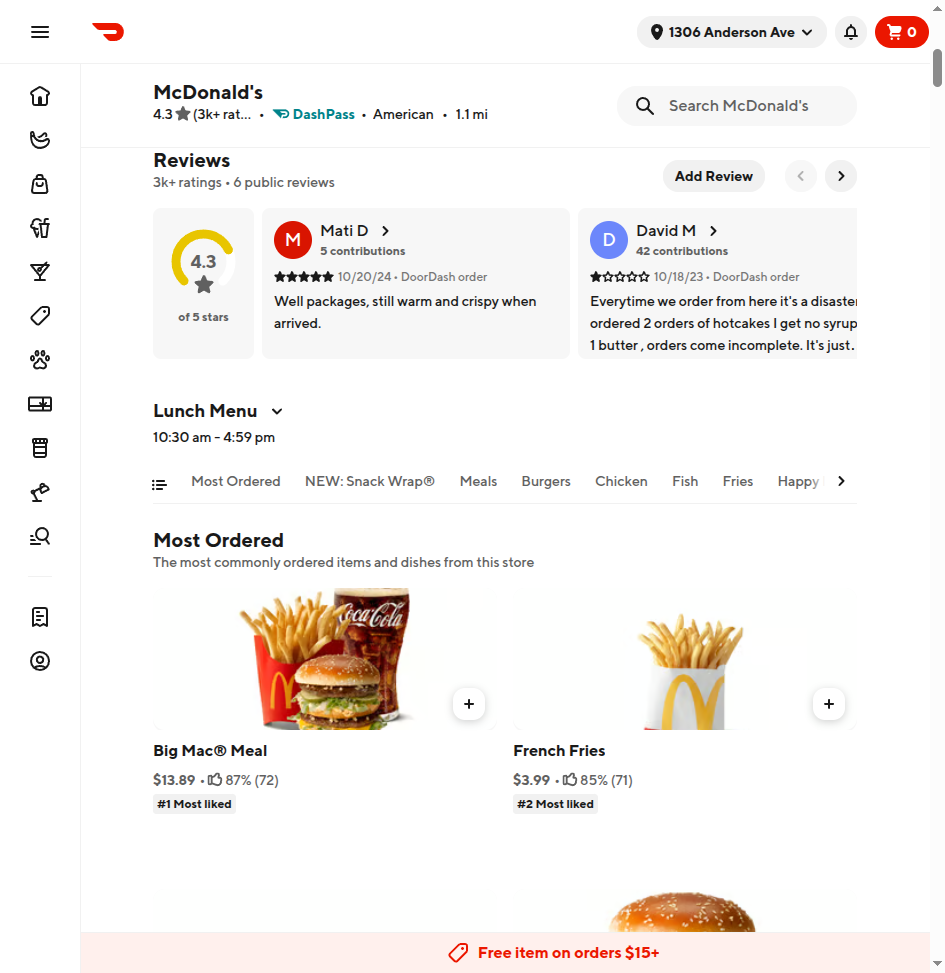 1306 Anderson Ave
0
McDonald's
4.3 (3k+ rat... • DashPass • American • 1.1 mi
Search McDonald's
Reviews
3k+ ratings • 6 public reviews
Add Review
4.3
of 5 stars
M
Mati D
5 contributions
10/20/24 • DoorDash order
Well packages, still warm and crispy when
arrived.
D
David M
42 contributions
10/18/23 • DoorDash order
Everytime we order from here it's a disaster
ordered 2 orders of hotcakes I get no syrup
1 butter , orders come incomplete. It's just.
Lunch Menu
10:30 am - 4:59 pm
Most Ordered
NEW: Snack Wrap®
Meals
Burgers
Chicken
Fish
Fries
Happy
Most Ordered
The most commonly ordered items and dishes from this store
Coca-Cola
Big Mac® Meal
$13.89 • 87% (72)
#1 Most liked
French Fries
$3.99 • 85% (71)
#2 Most liked
Free item on orders $15+